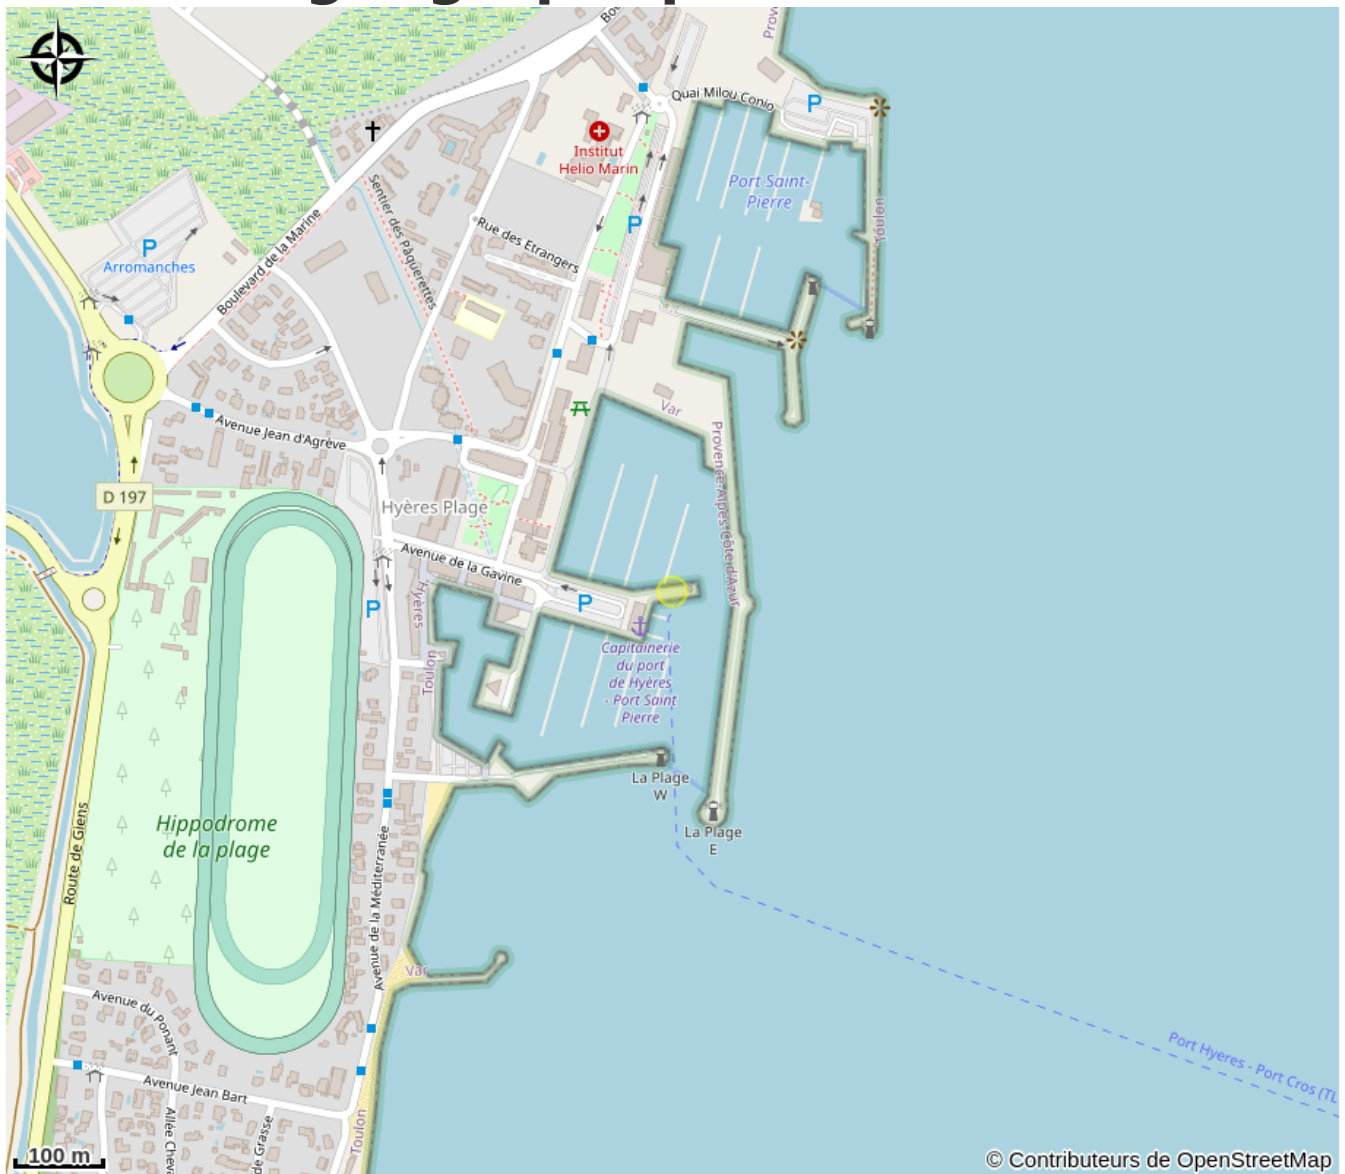 Quai Milou Conio
P
Institut
Helio Marin
Port Saint-
Pierre
P
Sentier des Pâquerettes
Toulon
Rue des Etrangers
P
Arromanches
Boulevard de la Marine
Avenue Jean d'Agrève
Var
Provence-Alpes-Côte d'Azur
D 197
Hyères Plage
Avenue de la Gavine
P
P
Hyères
Toulon
Capitainerie
du port
de Hyères
- Port Saint
Pierre
La Plage
W
La Plage
E
Hippodrome
de la plage
Route de Giens
Avenue de la Méditerranée
Var
Avenue du Ponant
Avenue Jean Bart
Port Hyeres - Port Cros (TL
Toulon
de Grasse
100 m
© Contributeurs de OpenStreetMap